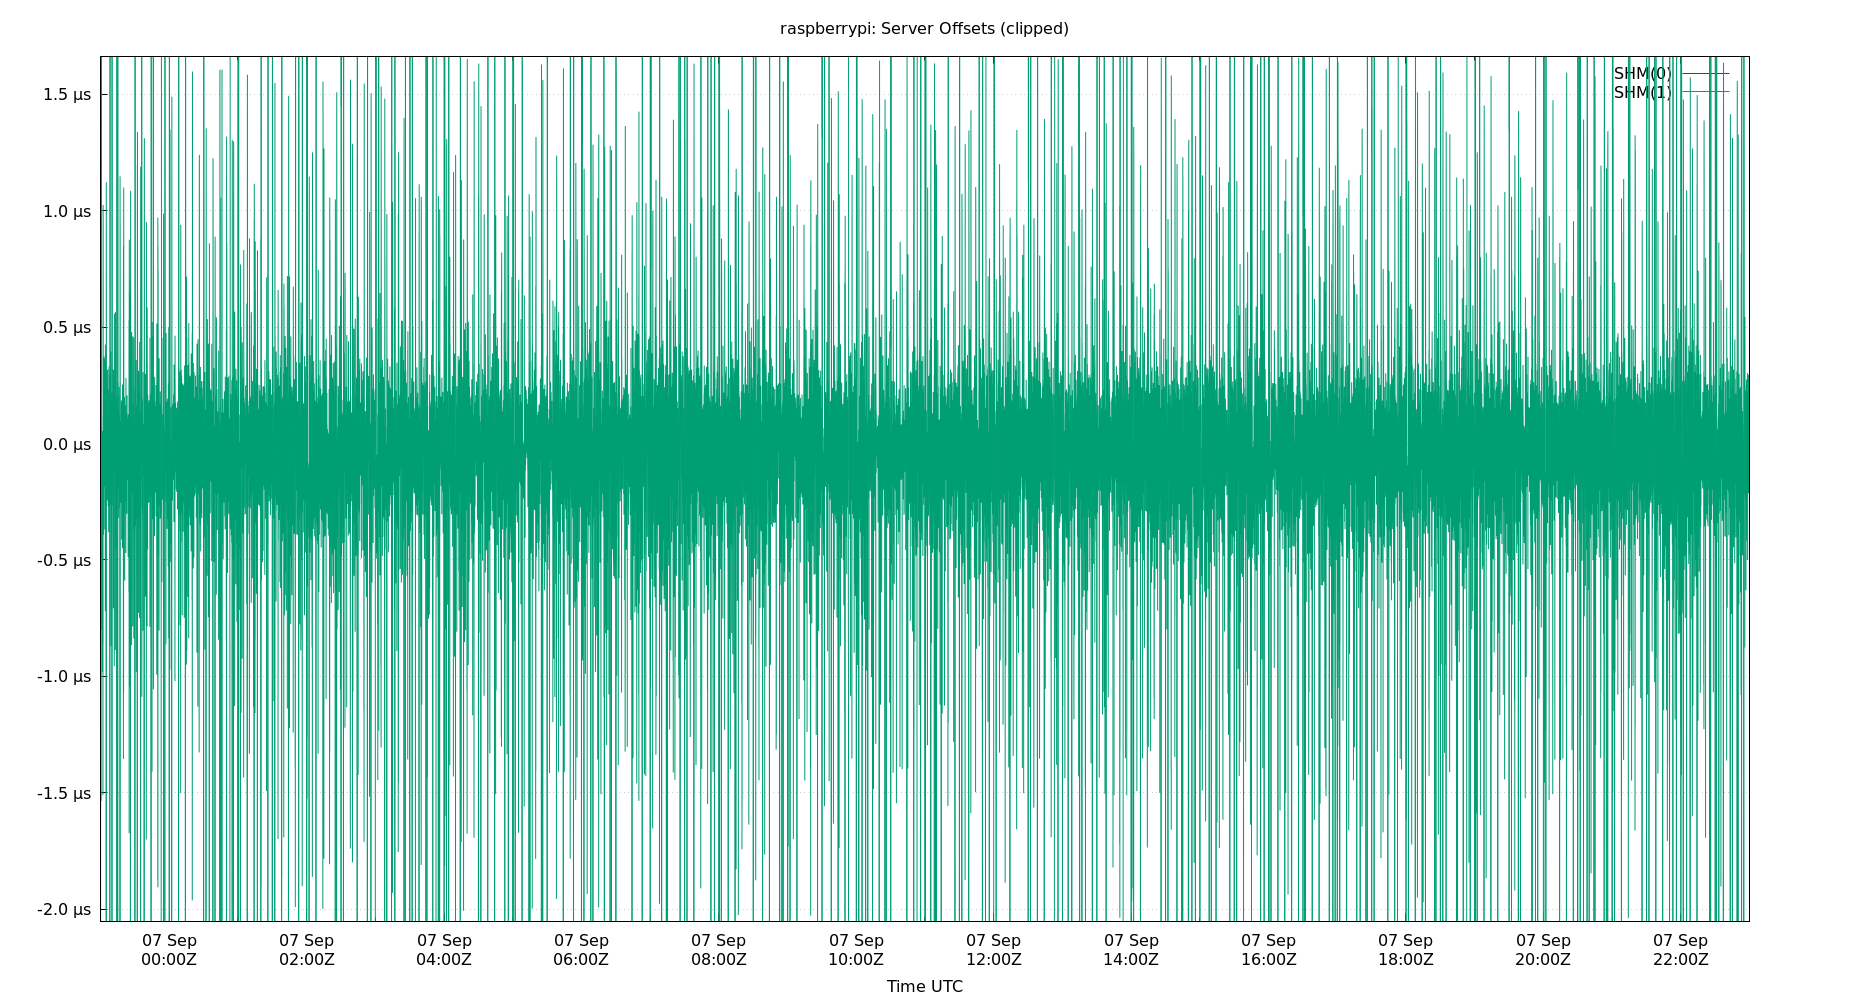 raspberrypi: Server Offsets (clipped)
SHM(0)
SHM(1)
1.5 µs
1.0 µs
0.5 µs
0.0 µs
-0.5 µs
-1.0 µs
-1.5 µs
-2.0 µs
07 Sep 07 Sep 07 Sep 07 Sep 07 Sep 07 Sep 07 Sep 07 Sep 07 Sep 07 Sep 07 Sep 07 Sep
00:00Z 02:00Z 04:00Z 06:00Z 08:00Z 10:00Z 12:00Z 14:00Z 16:00Z 18:00Z 20:00Z 22:00Z
Time UTC